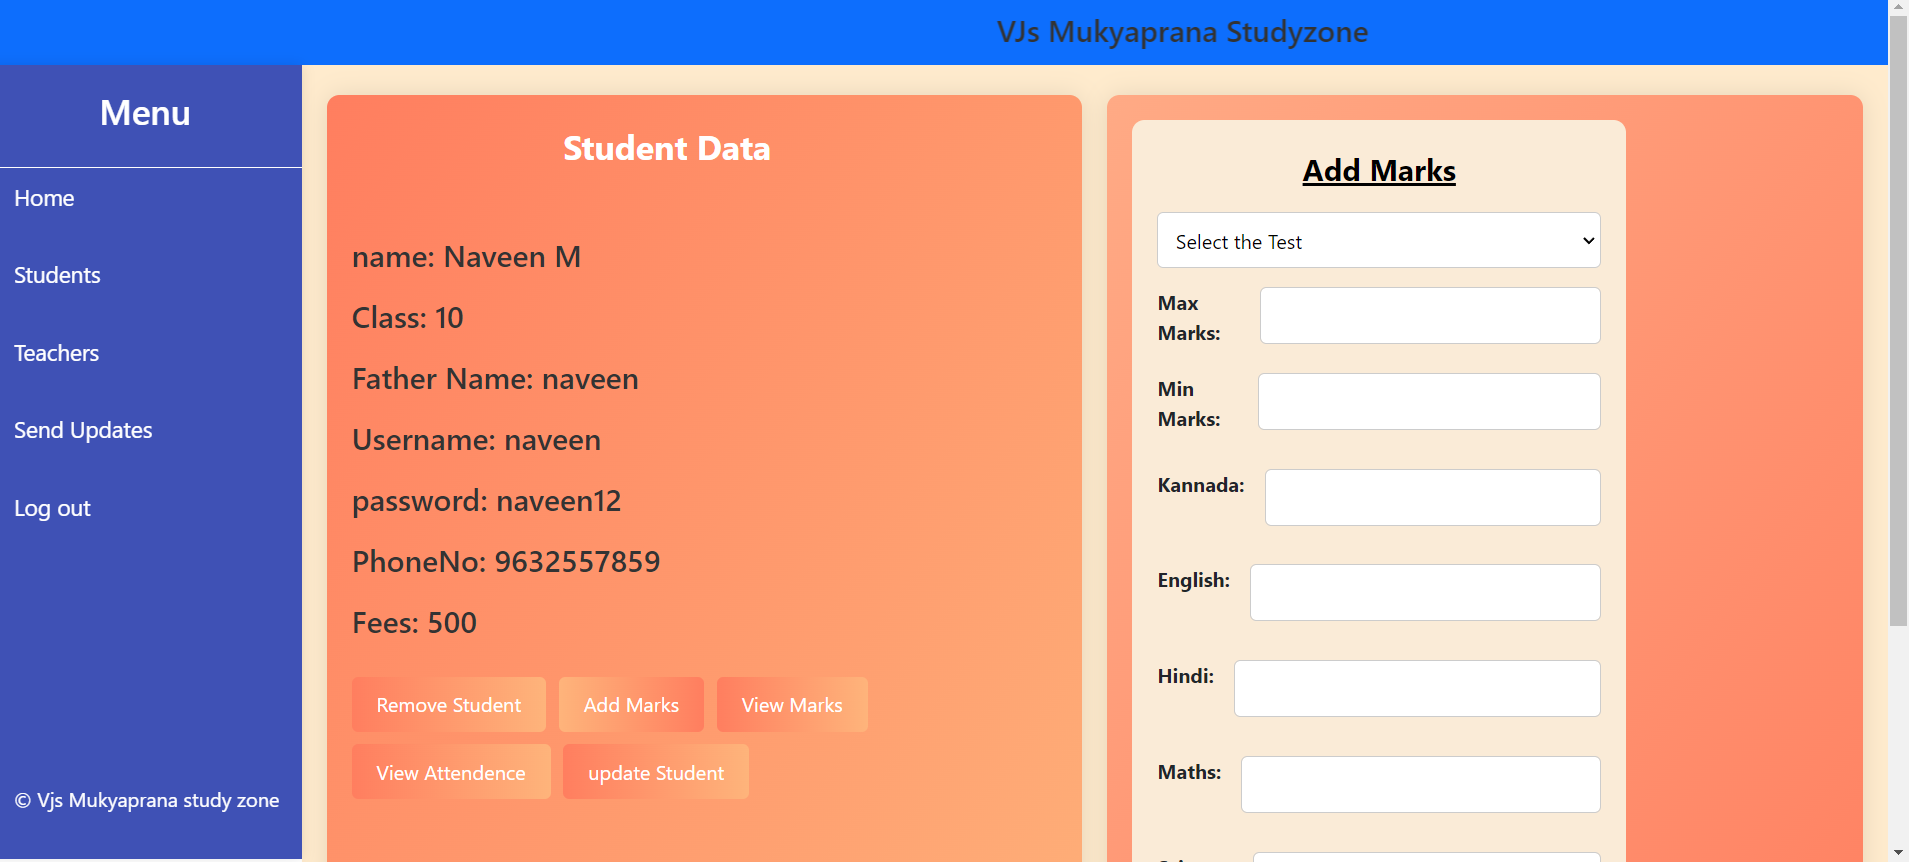 VJs Mukyaprana Studyzone
Menu
Home
Students
Teachers
Send Updates
Log out
© Vjs Mukyaprana study zone
Student Data
name: Naveen M
Class: 10
Father Name: naveen
Username: naveen
password: naveen12
PhoneNo: 9632557859
Fees: 500
Remove Student
Add Marks
View Marks
View Attendence
update Student
Add Marks
Select the Test
Max
Marks:
Min
Marks:
Kannada:
English:
Hindi:
Maths: